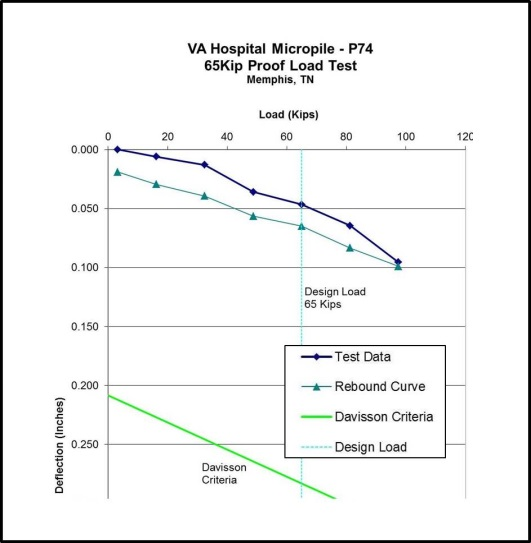 VA Hospital Micropile - P74
65Kip Proof Load Test
Memphis, TN
Load (Kips)
0 20 40 60 80 100 120
0.000
0.050
0.100
0.150
0.200
0.250
Deflection (Inches)
Design Load
65 Kips
Test Data
Rebound Curve
Davisson Criteria
Design Load
Davisson
Criteria